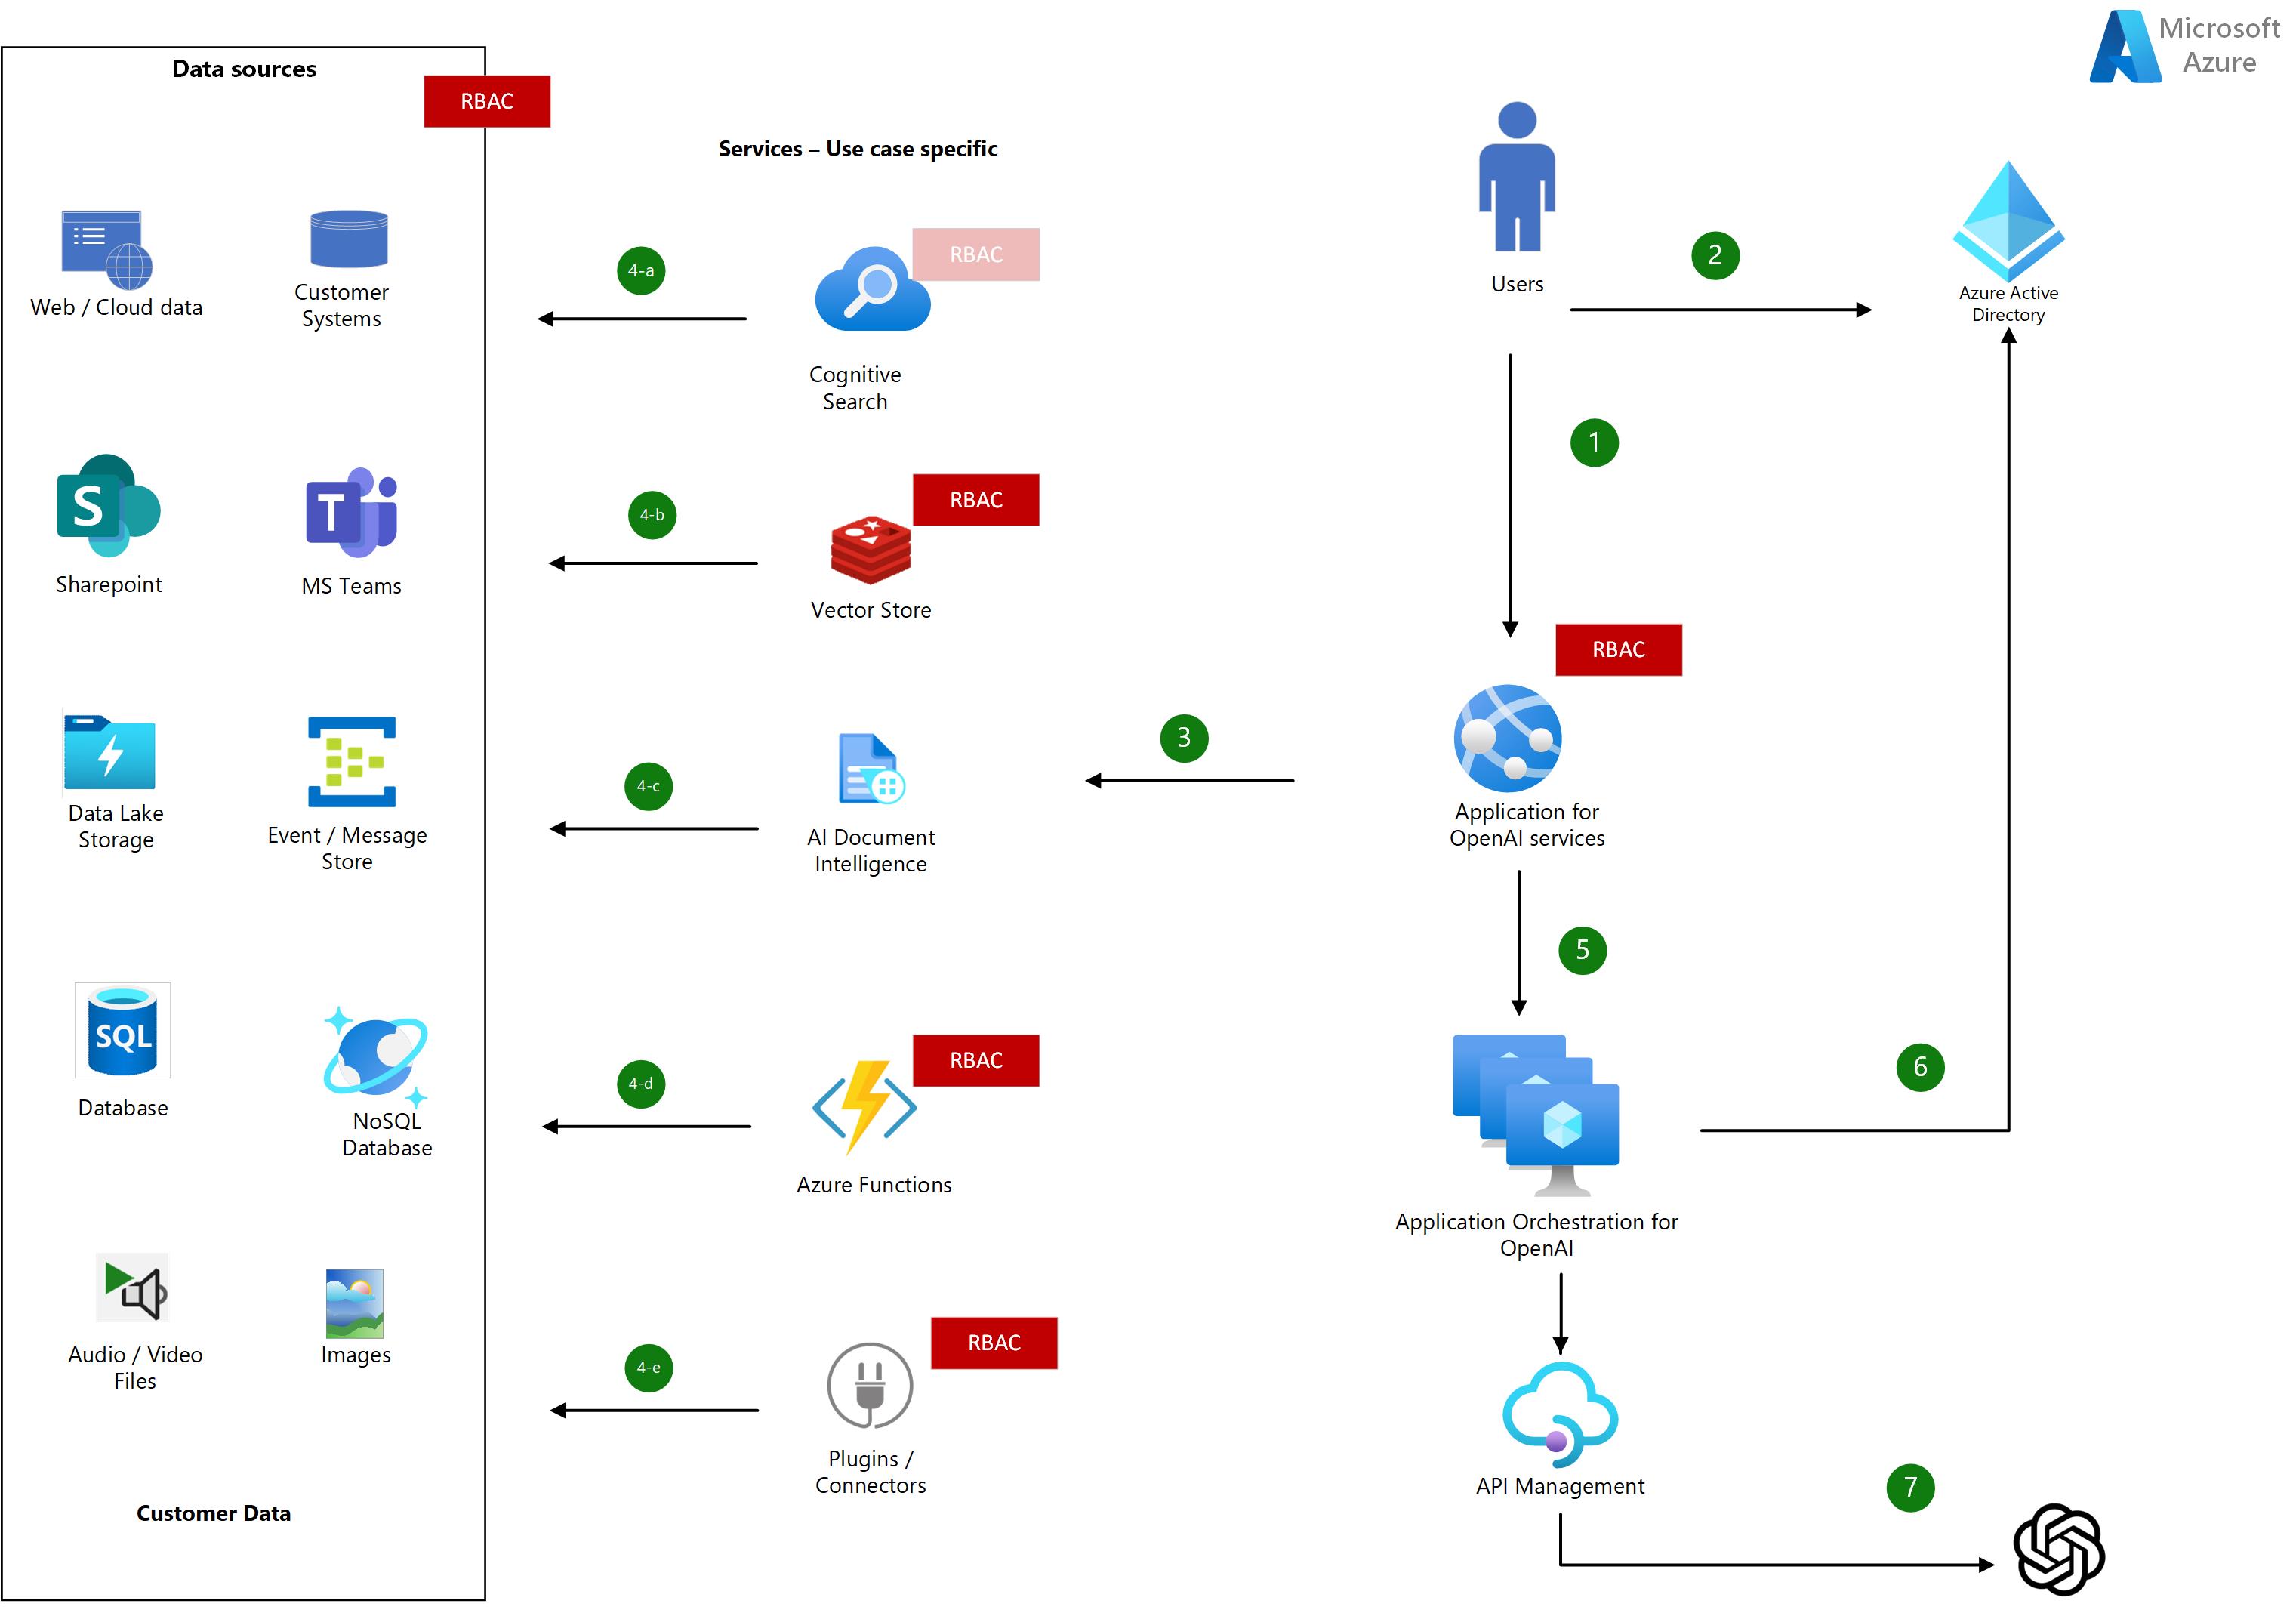 Microsoft
Azure
Data sources
RBAC
Services – Use case specific
Web / Cloud data
Customer
Systems
Sharepoint
MS Teams
S
T
Data Lake
Storage
Event / Message
Store
SQL
Database
NoSQL
Database
Audio / Video
Files
Images
Customer Data
4-a
RBAC
Cognitive
Search
4-b
RBAC
Vector Store
4-c
AI Document
Intelligence
4-d
RBAC
Azure Functions
4-e
RBAC
Plugins /
Connectors
3
Users
2
Azure Active
Directory
1
RBAC
Application for
OpenAI services
5
6
Application Orchestration for
OpenAI
API Management
7